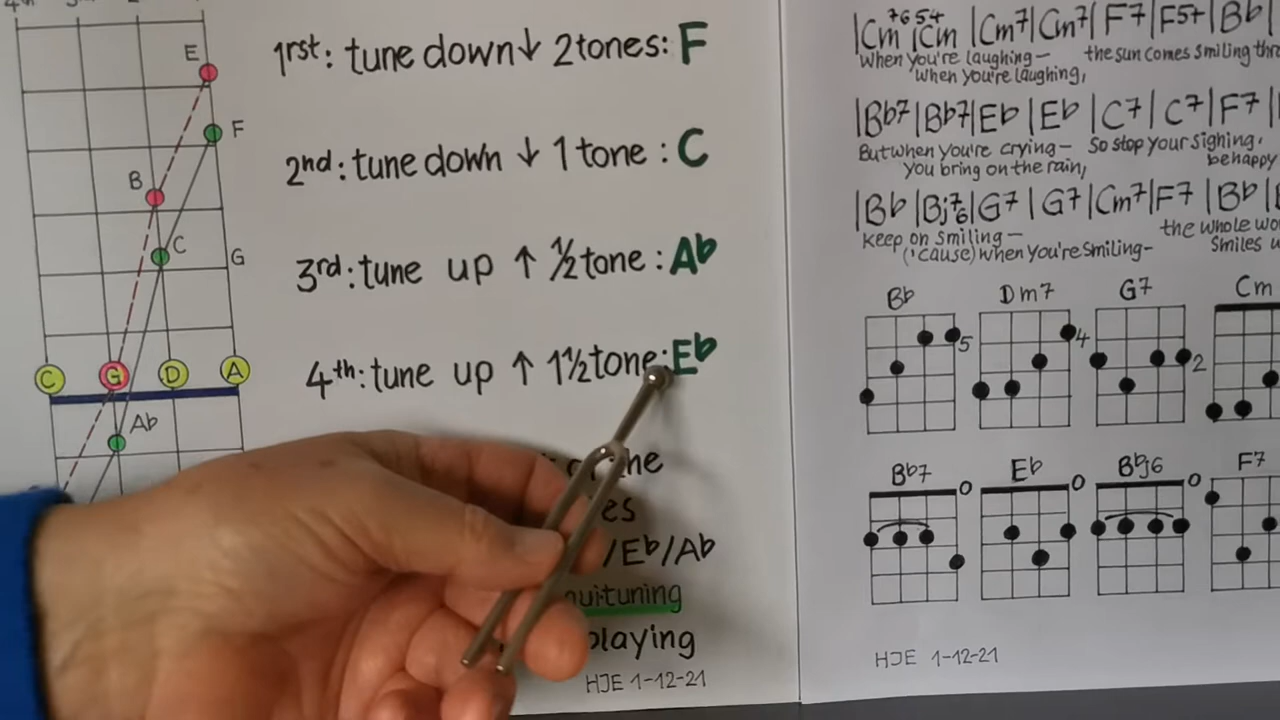 E
F
B
C
G
C G D A
Ab
1rst: tune down↓ 2tones: F
2nd: tune down ↓ 1 tone : C
3rd: tune up ↑ ½ tone : Ab
4th: tune up ↑ 1½ tone: Eb
he
es
/Eb/Ab
uituning
playing
HJE 1-12-21
|Cm 7654 |Cm |Cm7|Cm7| F7 |F5+ | Bb |
When you're laughing— the sun comes smiling thr
When you're laughing,
|Bb7 |Bb7|Eb |Eb |C7 | C7 | F7 |
But when you're crying— So stop your sighing,
you bring on the rain, be happy
|Bb |Bj7 6|G7 | G7 |Cm7|F7 |Bb |
keep on smiling— the whole wo
('cause) when you're smiling— Smiles w
Bb Dm7 G7 Cm
5 4 2
Bb7 Eb Bbj6 F7
o o o
HJE 1-12-21